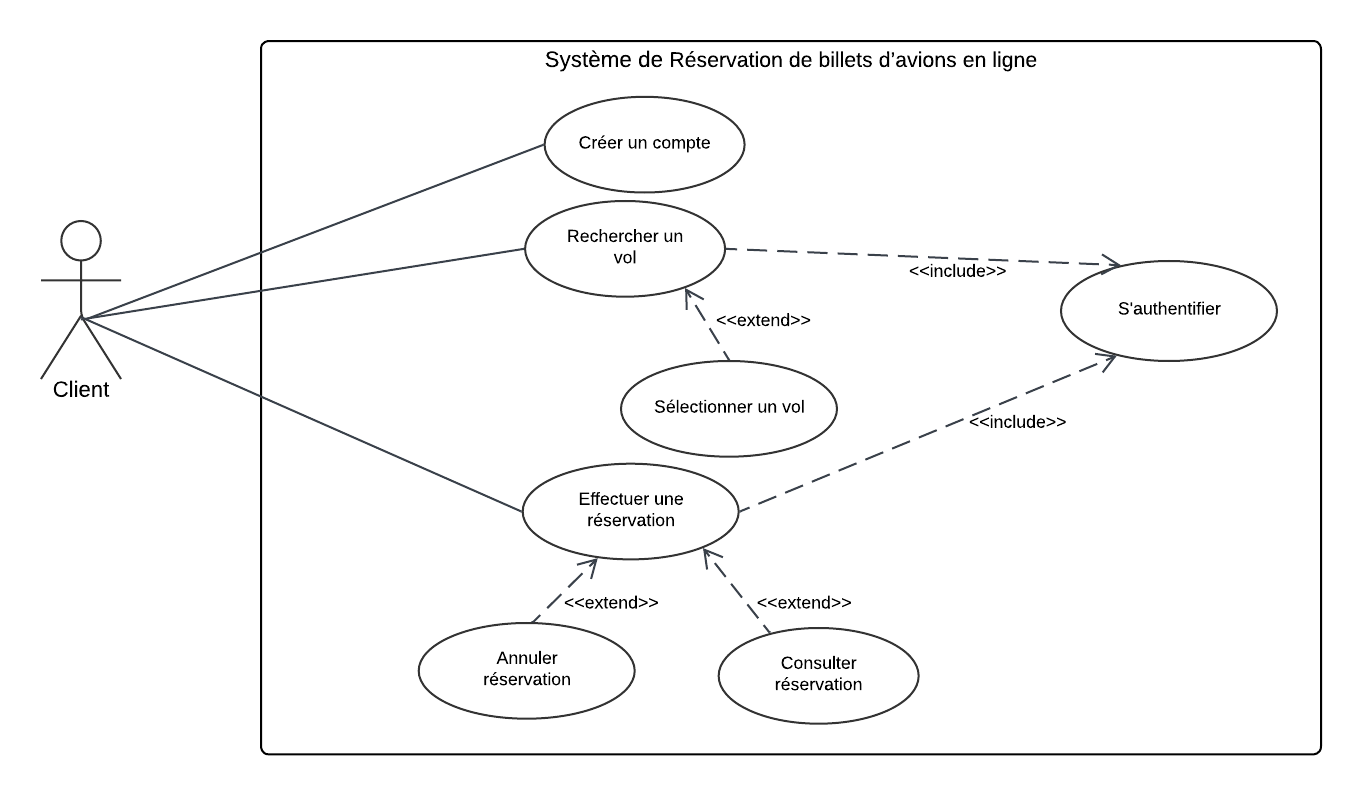 Système de Réservation de billets d’avions en ligne
Créer un compte
Rechercher un
vol
<<include>>
S'authentifier
<<extend>>
Client
Sélectionner un vol
<<include>>
Effectuer une
réservation
<<extend>>
<<extend>>
Annuler
réservation
Consulter
réservation